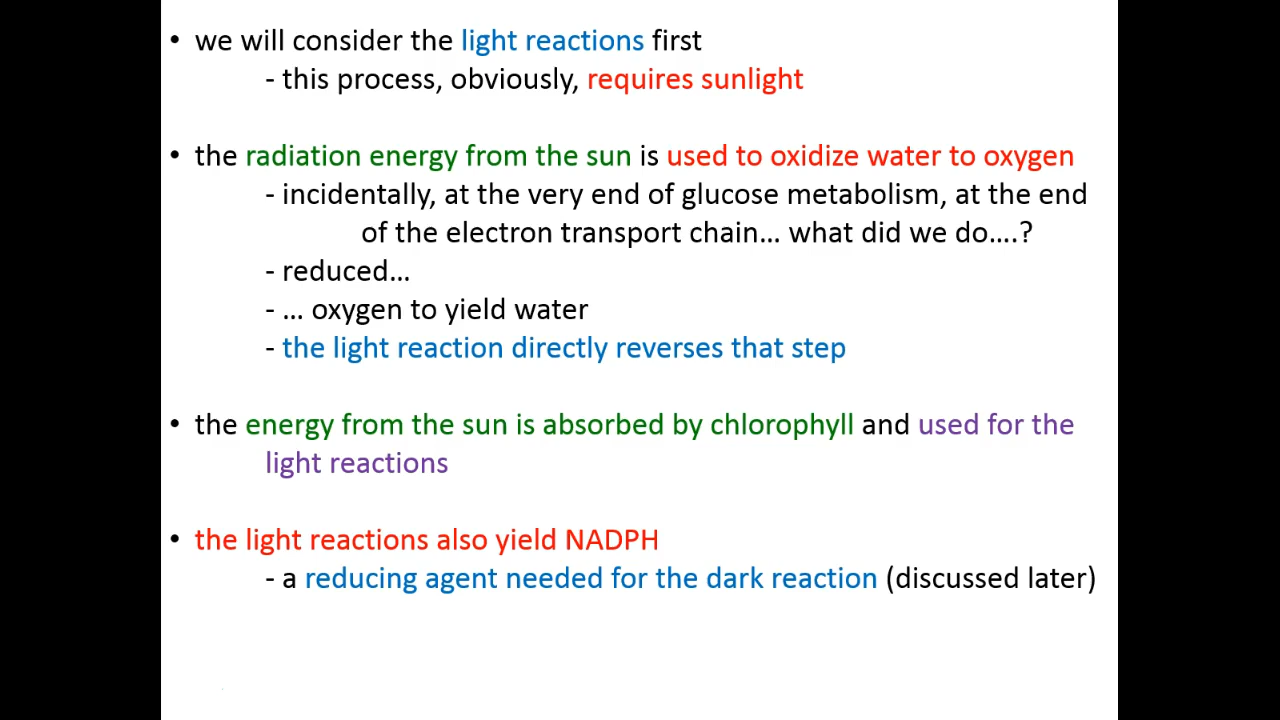 • we will consider the light reactions first
- this process, obviously, requires sunlight
• the radiation energy from the sun is used to oxidize water to oxygen
- incidentally, at the very end of glucose metabolism, at the end
of the electron transport chain... what did we do....?
- reduced...
- ... oxygen to yield water
- the light reaction directly reverses that step
• the energy from the sun is absorbed by chlorophyll and used for the
light reactions
• the light reactions also yield NADPH
- a reducing agent needed for the dark reaction (discussed later)